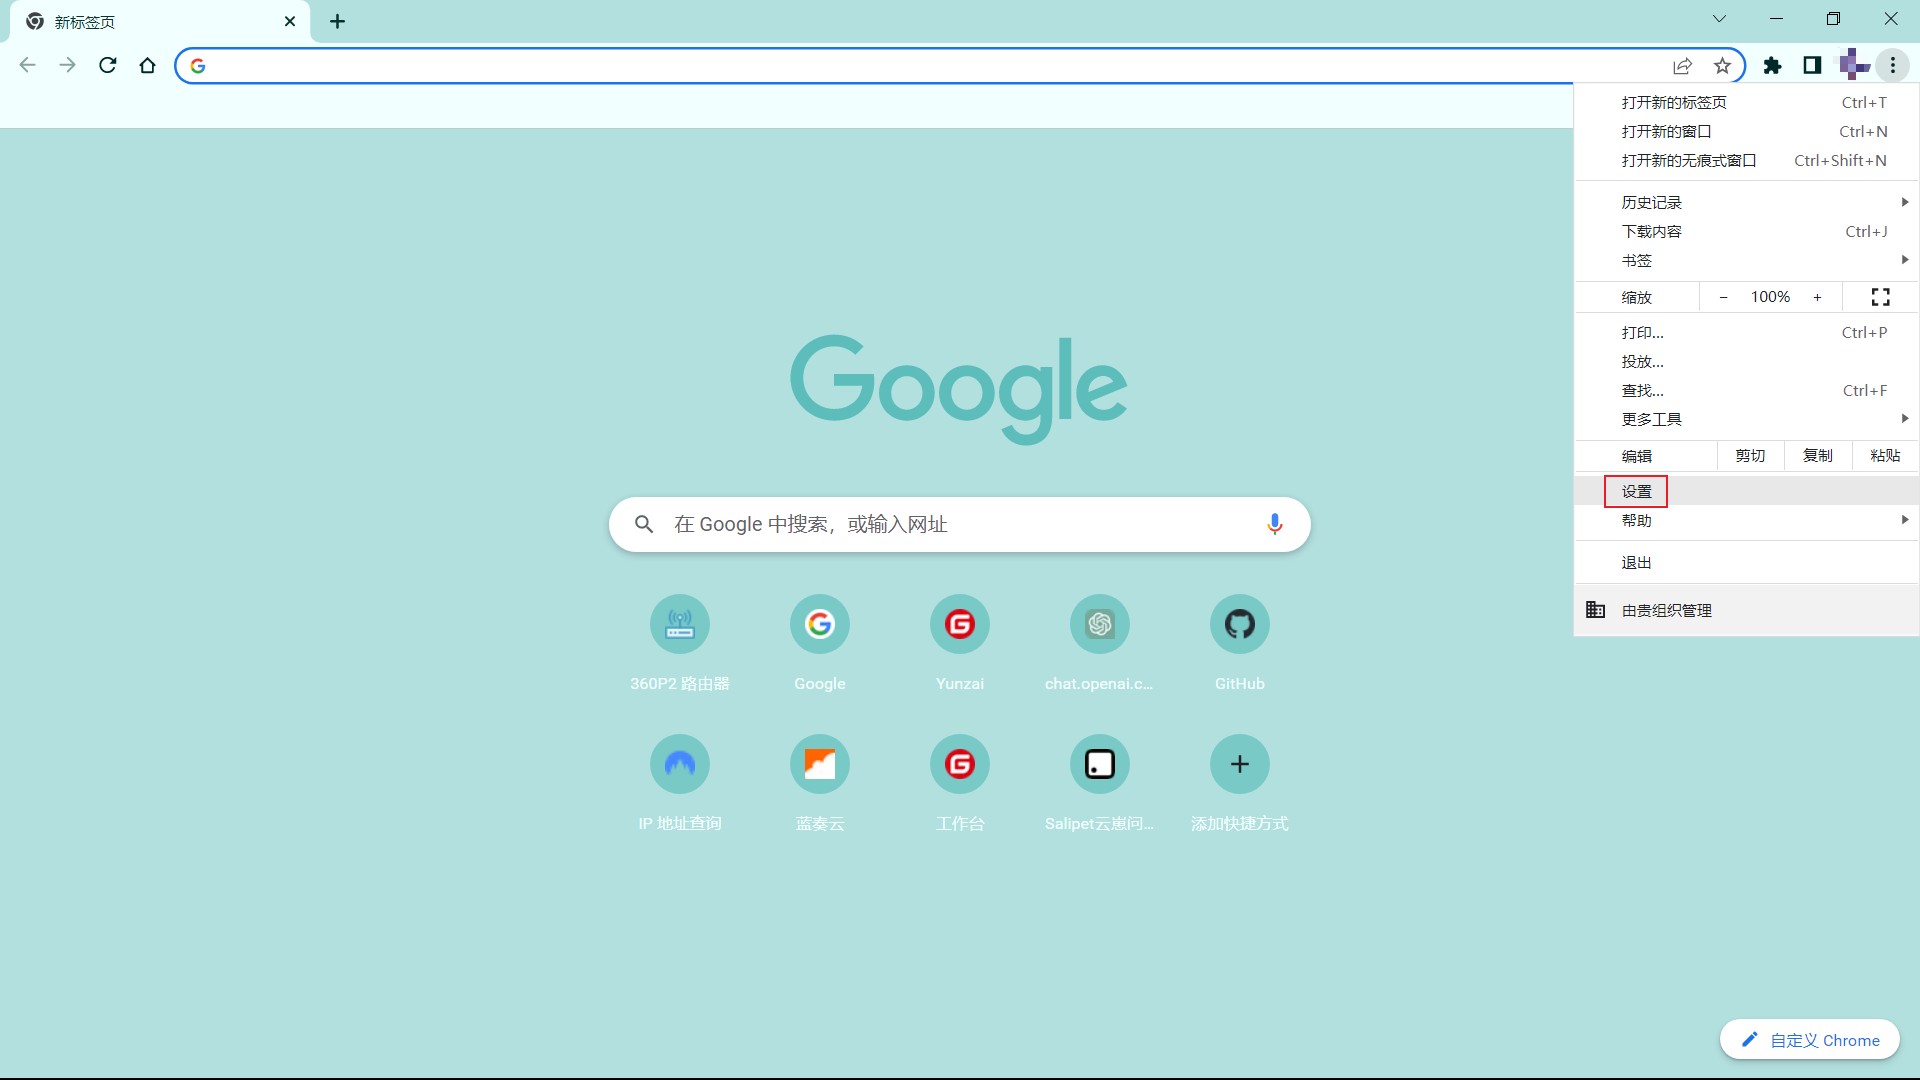 新标签页
打开新的标签页 Ctrl+T
打开新的窗口 Ctrl+N
打开新的无痕式窗口 Ctrl+Shift+N
历史记录
下载内容 Ctrl+J
书签
缩放 − 100% +
打印... Ctrl+P
投放...
查找... Ctrl+F
更多工具
编辑 剪切 复制 粘贴
设置
帮助
退出
由贵组织管理
Google
在 Google 中搜索，或输入网址
360P2 路由器 Google Yunzai chat.openai.c... GitHub
IP 地址查询 蓝奏云 工作台 Salipet云崽问... 添加快捷方式
自定义 Chrome